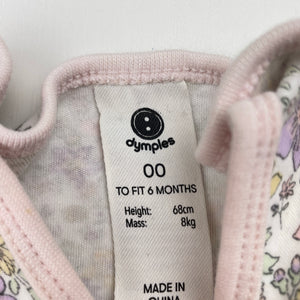 dymples
00
TO FIT 6 MONTHS
Height: 68cm
Mass: 8kg
MADE IN
CHINA